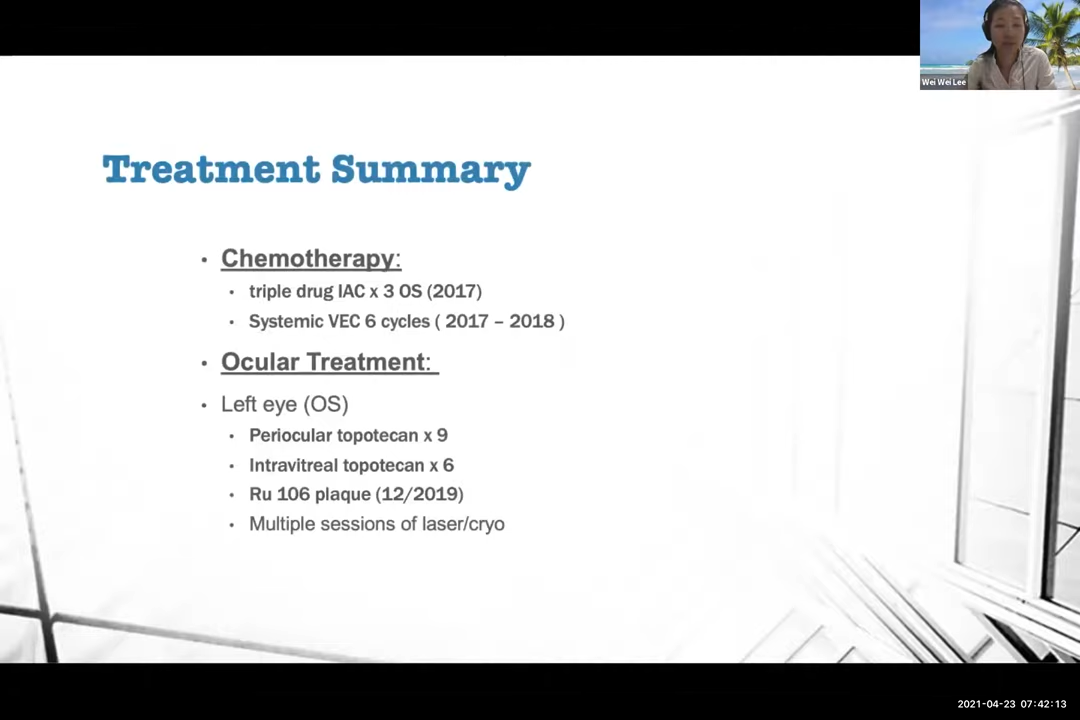 Wei Wei Lee
Treatment Summary
• Chemotherapy:
• triple drug IAC x 3 OS (2017)
• Systemic VEC 6 cycles ( 2017 – 2018 )
• Ocular Treatment:
• Left eye (OS)
• Periocular topotecan x 9
• Intravitreal topotecan x 6
• Ru 106 plaque (12/2019)
• Multiple sessions of laser/cryo
2021-04-23 07:42:13